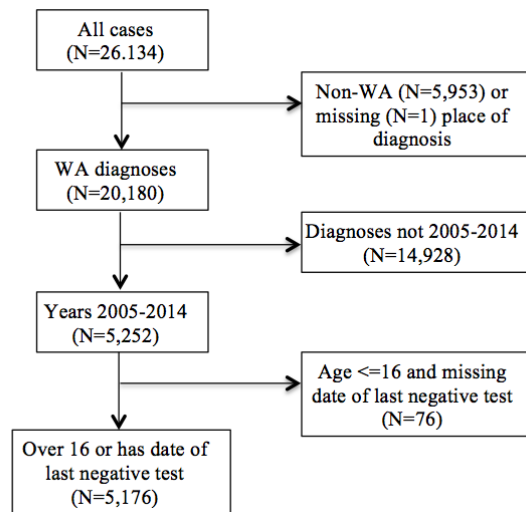 All cases
(N=26.134)
Non-WA (N=5,953) or
missing (N=1) place of
diagnosis
WA diagnoses
(N=20,180)
Diagnoses not 2005-2014
(N=14,928)
Years 2005-2014
(N=5,252)
Age <=16 and missing
date of last negative test
(N=76)
Over 16 or has date of
last negative test
(N=5,176)